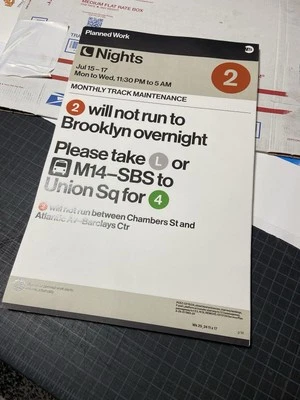 MEDIUM FLAT RATE BOX
Planned Work
Nights
Jul 15 – 17
Mon to Wed, 11:30 PM to 5 AM
2
MONTHLY TRACK MAINTENANCE
2 will not run to
Brooklyn overnight
Please take L or
M14–SBS to
Union Sq for 4
2 will not run between Chambers St and
Atlantic Av–Barclays Ctr